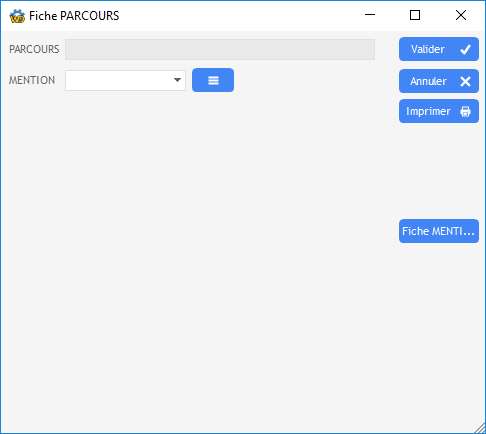 Fiche PARCOURS
PARCOURS
Valider
MENTION
Annuler
Imprimer
Fiche MENTI...